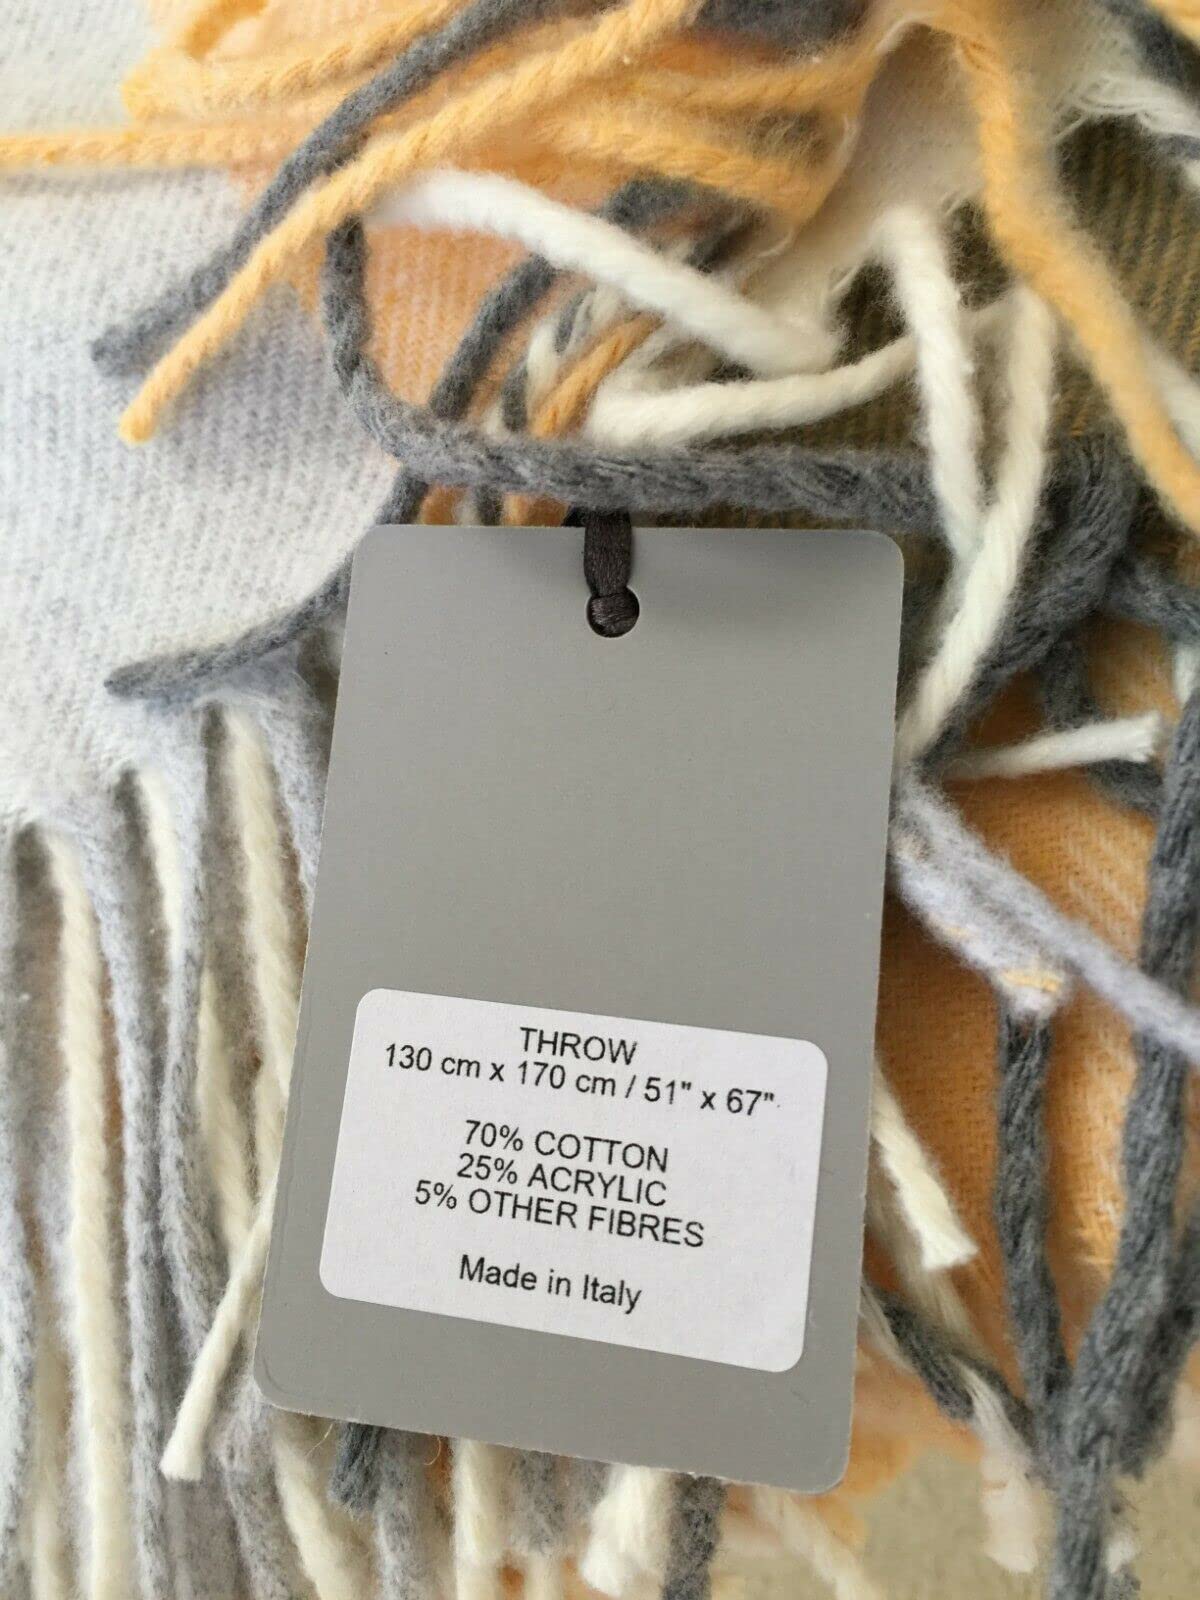 THROW
130 cm x 170 cm / 51" x 67"
70% COTTON
25% ACRYLIC
5% OTHER FIBRES
Made in Italy